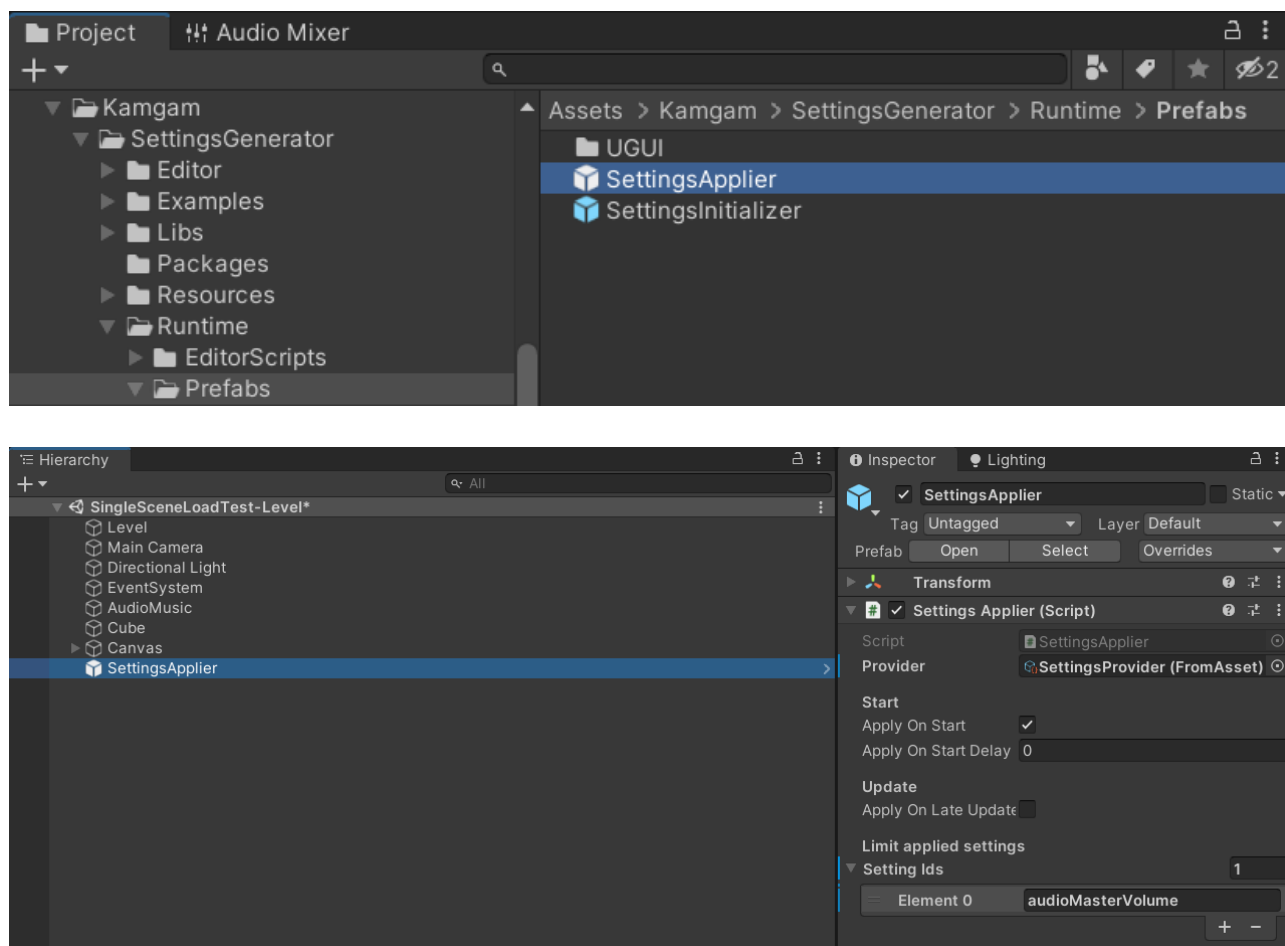 Project Audio Mixer
2
Kamgam
SettingsGenerator
Editor
Examples
Libs
Packages
Resources
Runtime
EditorScripts
Prefabs
Assets > Kamgam > SettingsGenerator > Runtime > Prefabs
UGUI
SettingsApplier
SettingsInitializer
Hierarchy
All
SingleSceneLoadTest-Level*
Level
Main Camera
Directional Light
EventSystem
AudioMusic
Cube
Canvas
SettingsApplier
Inspector Lighting
SettingsApplier Static
Tag Untagged Layer Default
Prefab Open Select Overrides
Transform
# Settings Applier (Script)
Script # SettingsApplier
Provider SettingsProvider (FromAsset)
Start
Apply On Start
Apply On Start Delay 0
Update
Apply On Late Update
Limit applied settings
Setting Ids 1
Element 0 audioMasterVolume
+ −